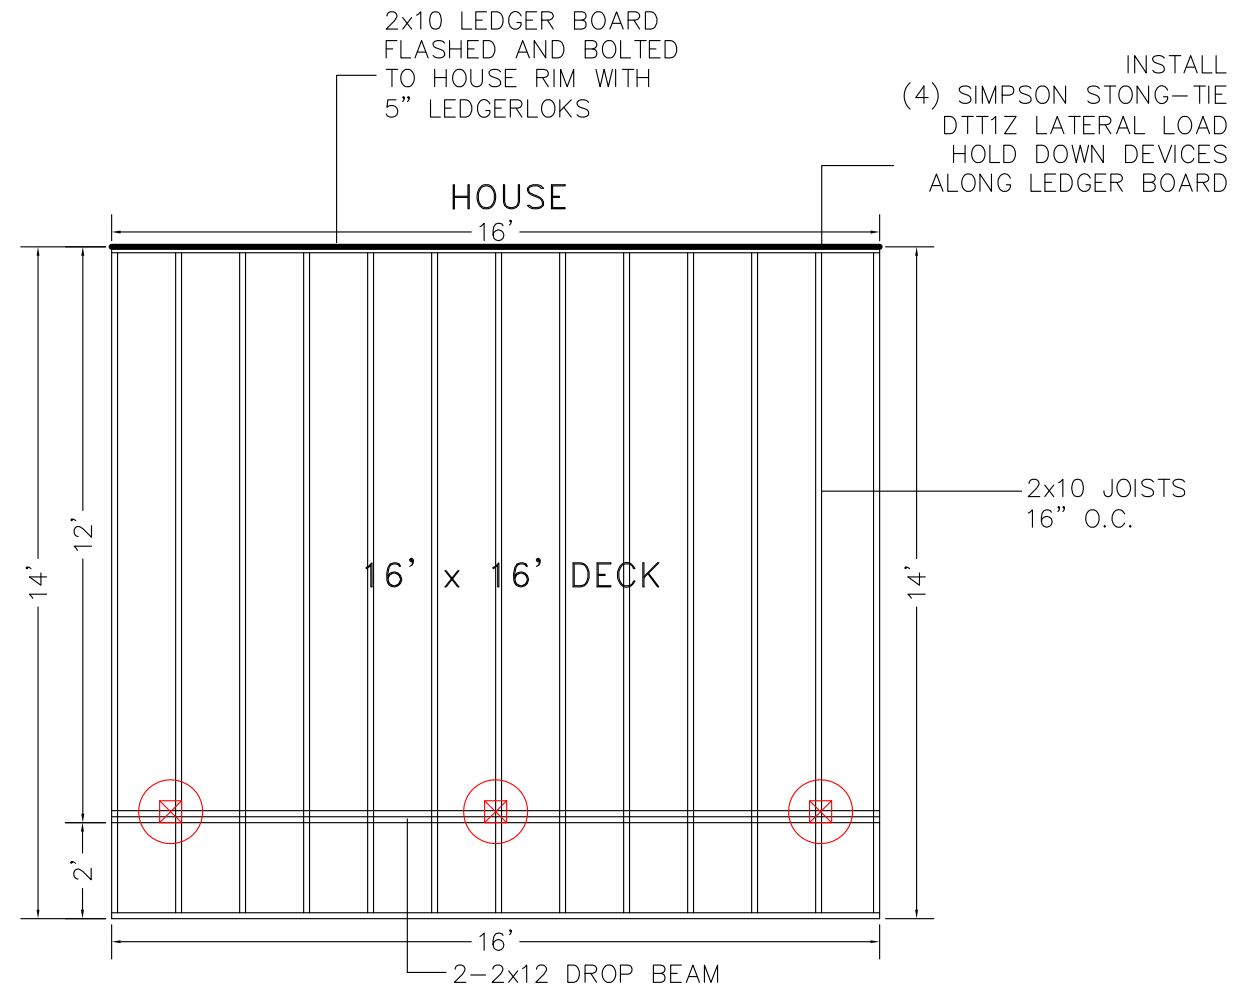 2x10 LEDGER BOARD
FLASHED AND BOLTED
TO HOUSE RIM WITH
5” LEDGERLOKS
INSTALL
(4) SIMPSON STONG-TIE
DTT1Z LATERAL LOAD
HOLD DOWN DEVICES
ALONG LEDGER BOARD
HOUSE
16’
2x10 JOISTS
16” O.C.
12’
16’ x 16’ DECK
14’
14’
2’
16’
2-2x12 DROP BEAM